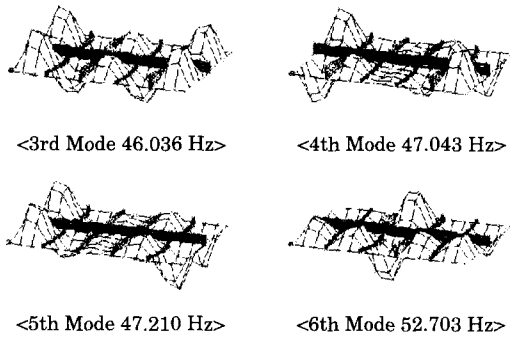 <3rd Mode 46.036 Hz>
<4th Mode 47.043 Hz>
<5th Mode 47.210 Hz>
<6th Mode 52.703 Hz>